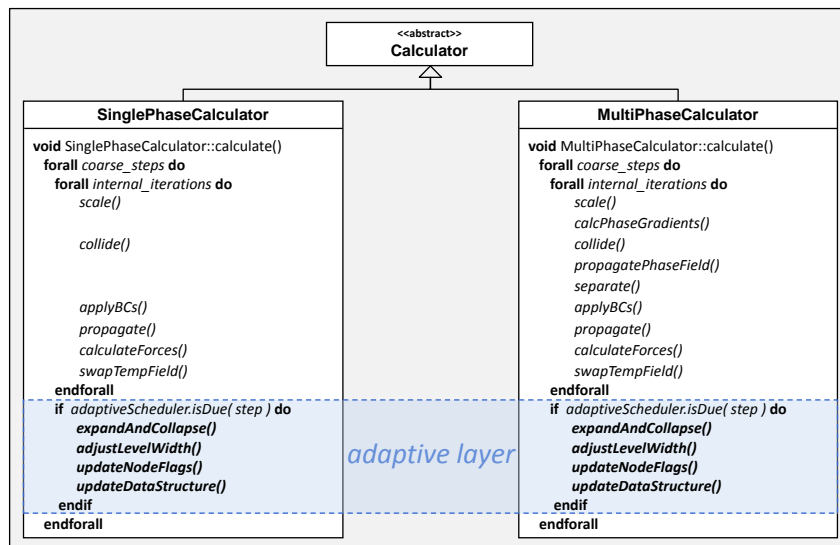 <<abstract>>
Calculator
SinglePhaseCalculator
void SinglePhaseCalculator::calculate()
forall coarse_steps do
forall internal_iterations do
scale()
collide()
applyBCs()
propagate()
calculateForces()
swapTempField()
endforall
if adaptiveScheduler.isDue( step ) do
expandAndCollapse()
adjustLevelWidth()
updateNodeFlags()
updateDataStructure()
endif
endforall
adaptive layer
MultiPhaseCalculator
void MultiPhaseCalculator::calculate()
forall coarse_steps do
forall internal_iterations do
scale()
calcPhaseGradients()
collide()
propagatePhaseField()
separate()
applyBCs()
propagate()
calculateForces()
swapTempField()
endforall
if adaptiveScheduler.isDue( step ) do
expandAndCollapse()
adjustLevelWidth()
updateNodeFlags()
updateDataStructure()
endif
endforall